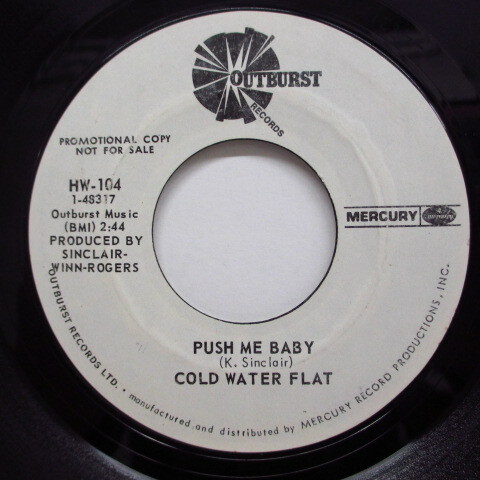 OUTBURST
RECORDS
PROMOTIONAL COPY
NOT FOR SALE
HW-104
1-48317
Outburst Music
(BMI) 2:44
PRODUCED BY
SINCLAIR-
WINN-ROGERS
MERCURY
PUSH ME BABY
(K. Sinclair)
COLD WATER FLAT
OUTBURST RECORDS LTD. - manufactured and distributed by MERCURY RECORD PRODUCTIONS, INC.